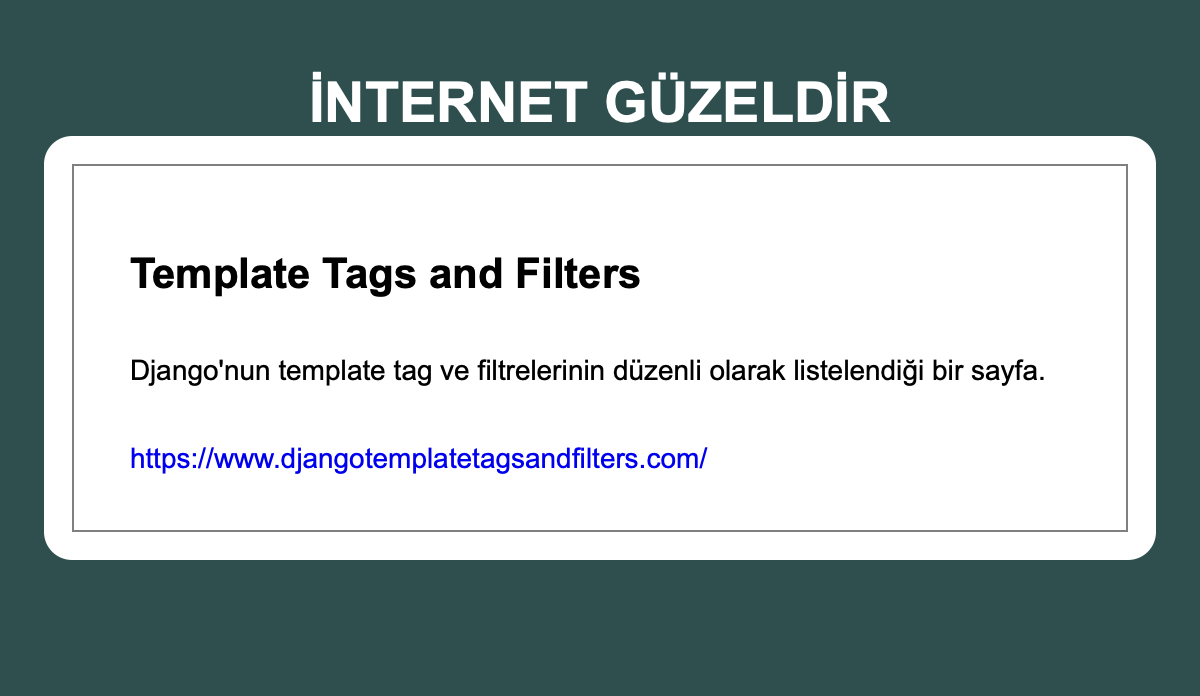 İNTERNET GÜZELDİR
Template Tags and Filters
Django'nun template tag ve filtrelerinin düzenli olarak listelendiği bir sayfa.
https://www.djangotemplatetagsandfilters.com/